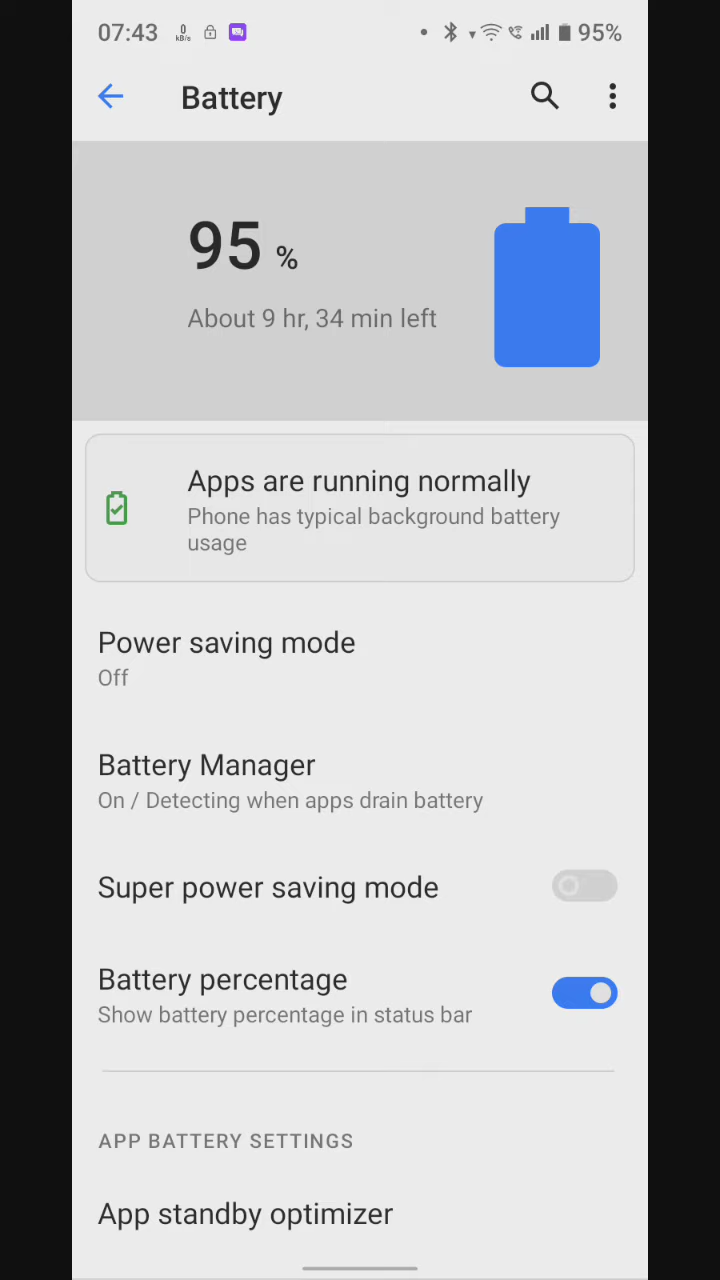 07:43 0 kB/s 95%
Battery
95 %
About 9 hr, 34 min left
Apps are running normally
Phone has typical background battery
usage
Power saving mode
Off
Battery Manager
On / Detecting when apps drain battery
Super power saving mode
Battery percentage
Show battery percentage in status bar
APP BATTERY SETTINGS
App standby optimizer